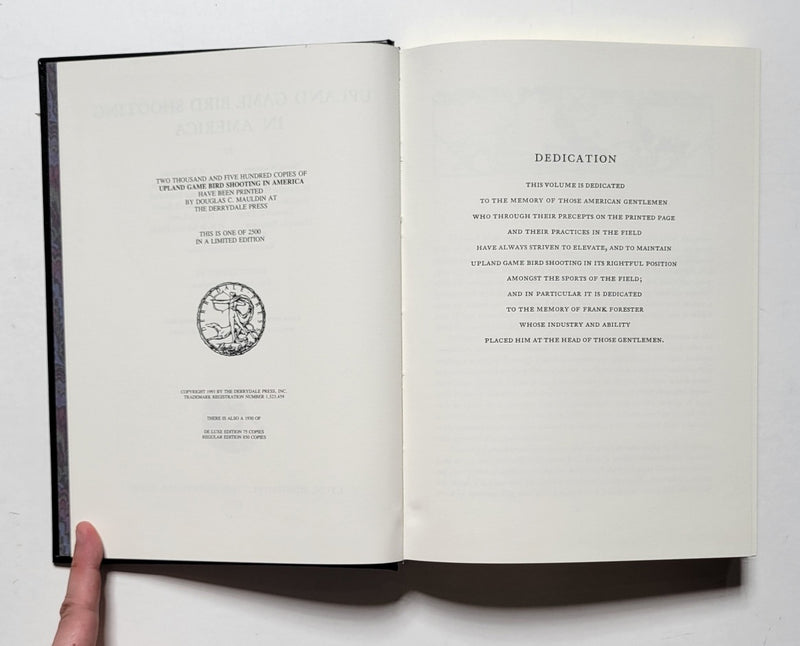 TWO THOUSAND AND FIVE HUNDRED COPIES OF
UPLAND GAME BIRD SHOOTING IN AMERICA
HAVE BEEN PRINTED
BY DOUGLAS C. MAULDIN AT
THE DERRYDALE PRESS
THIS IS ONE OF 2500
IN A LIMITED EDITION
DERRYDALE PRESS
COPYRIGHT 1995 BY THE DERRYDALE PRESS, INC.
TRADEMARK REGISTRATION NUMBER
THERE IS ALSO A 1930 OF
DE LUXE EDITION 75 COPIES
REGULAR EDITION 850 COPIES
DEDICATION
THIS VOLUME IS DEDICATED
TO THE MEMORY OF THOSE AMERICAN GENTLEMEN
WHO THROUGH THEIR PRECEPTS ON THE PRINTED PAGE
AND THEIR PRACTICES IN THE FIELD
HAVE ALWAYS STRIVEN TO ELEVATE, AND TO MAINTAIN
UPLAND GAME BIRD SHOOTING IN ITS RIGHTFUL POSITION
AMONGST THE SPORTS OF THE FIELD;
AND IN PARTICULAR IT IS DEDICATED
TO THE MEMORY OF FRANK FORESTER
WHOSE INDUSTRY AND ABILITY
PLACED HIM AT THE HEAD OF THOSE GENTLEMEN.